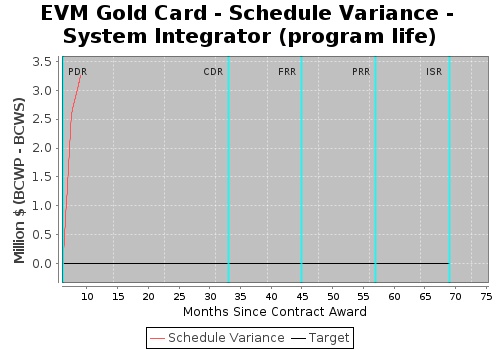 EVM Gold Card - Schedule Variance -
System Integrator (program life)
Million $ (BCWP - BCWS)
3.5
3.0
2.5
2.0
1.5
1.0
0.5
0.0
PDR CDR FRR PRR ISR
10 15 20 25 30 35 40 45 50 55 60 65 70 75
Months Since Contract Award
Schedule Variance Target